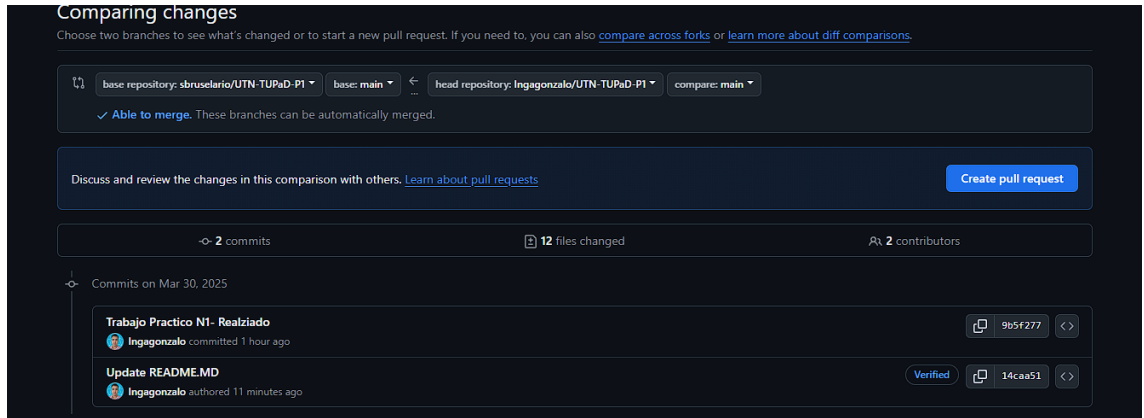 Comparing changes
Choose two branches to see what's changed or to start a new pull request. If you need to, you can also compare across forks or learn more about diff comparisons.
base repository: sbruselario/UTN-TUPaD-P1 base: main ← ... head repository: Ingagonzalo/UTN-TUPaD-P1 compare: main
Able to merge. These branches can be automatically merged.
Discuss and review the changes in this comparison with others. Learn about pull requests Create pull request
2 commits 12 files changed 2 contributors
Commits on Mar 30, 2025
Trabajo Practico N1- Realziado 9b5f277
Ingagonzalo committed 1 hour ago
Update README.MD Verified 14caa51
Ingagonzalo authored 11 minutes ago